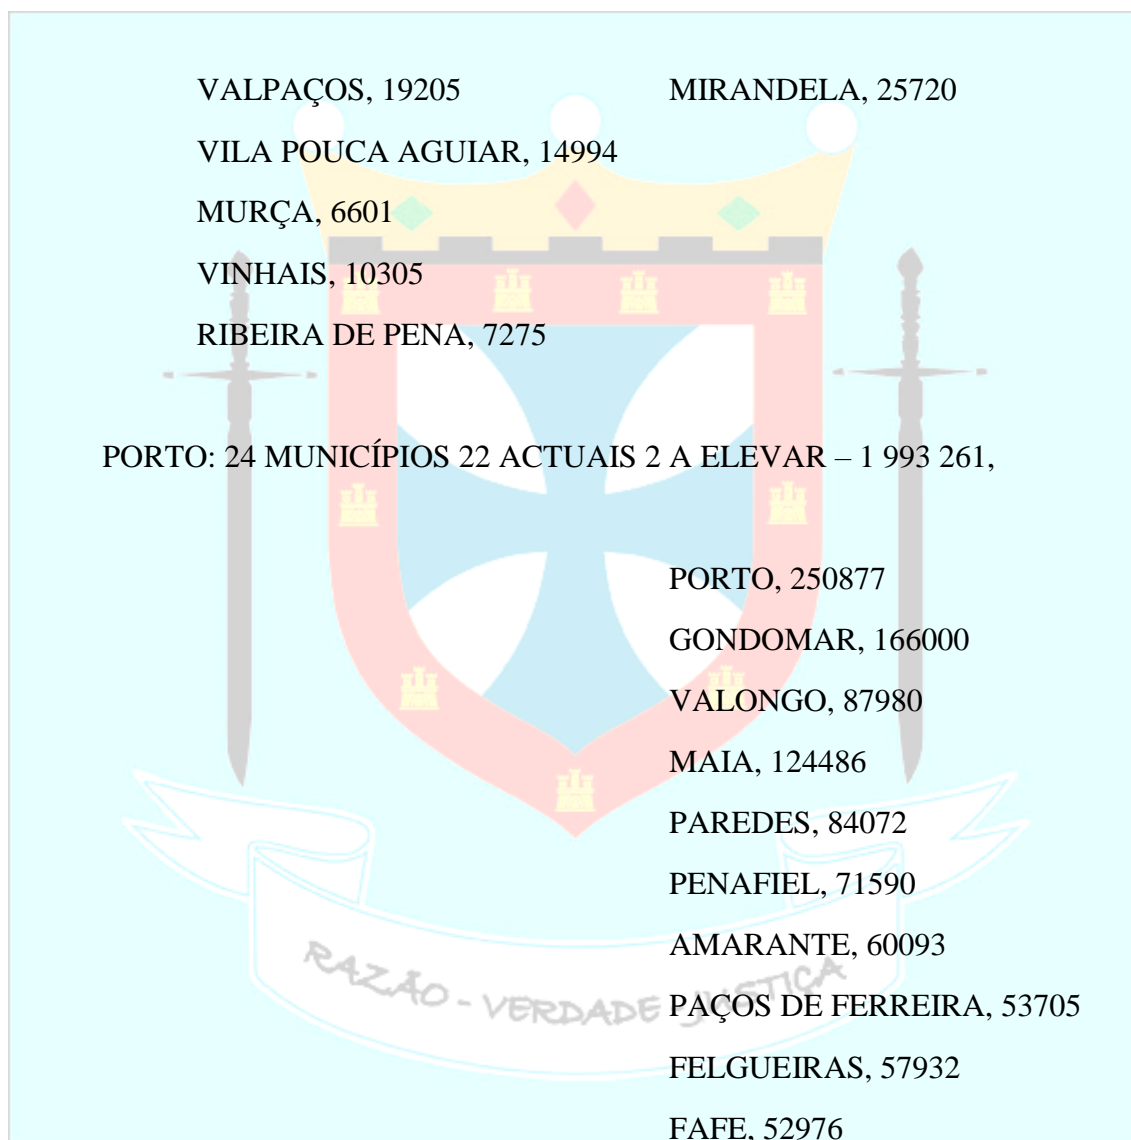 VALPAÇOS, 19205 MIRANDELA, 25720
VILA POUCA AGUIAR, 14994
MURÇA, 6601
VINHAIS, 10305
RIBEIRA DE PENA, 7275
PORTO: 24 MUNICÍPIOS 22 ACTUAIS 2 A ELEVAR – 1 993 261,
PORTO, 250877
GONDOMAR, 166000
VALONGO, 87980
MAIA, 124486
PAREDES, 84072
PENAFIEL, 71590
AMARANTE, 60093
PAÇOS DE FERREIRA, 53705
FELGUEIRAS, 57932
FAFE, 52976
RAZÃO - VERDADE - JUSTIÇA